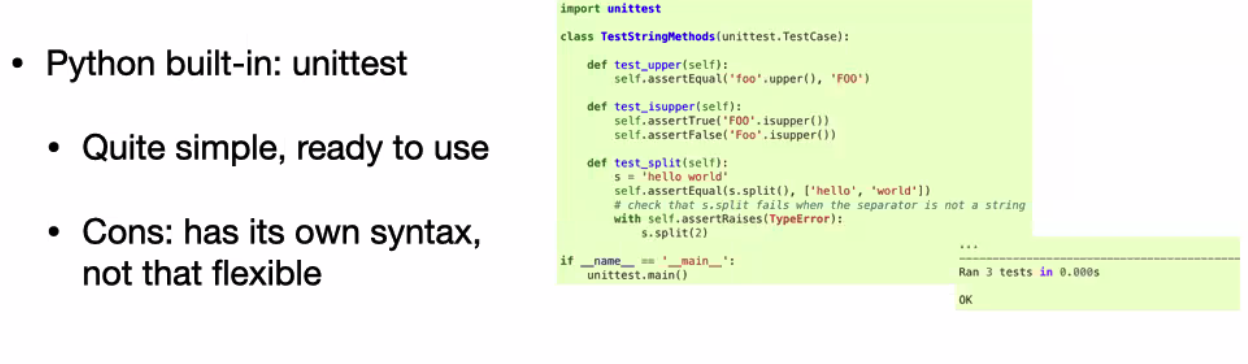 • Python built-in: unittest
• Quite simple, ready to use
• Cons: has its own syntax,
not that flexible
import unittest
class TestStringMethods(unittest.TestCase):
    def test_upper(self):
        self.assertEqual('foo'.upper(), 'FOO')
    def test_isupper(self):
        self.assertTrue('FOO'.isupper())
        self.assertFalse('Foo'.isupper())
    def test_split(self):
        s = 'hello world'
        self.assertEqual(s.split(), ['hello', 'world'])
        # check that s.split fails when the separator is not a string
        with self.assertRaises(TypeError):
            s.split(2)
if __name__ == '__main__':
    unittest.main()
...
----------------------------------------------------------------------
Ran 3 tests in 0.000s
OK